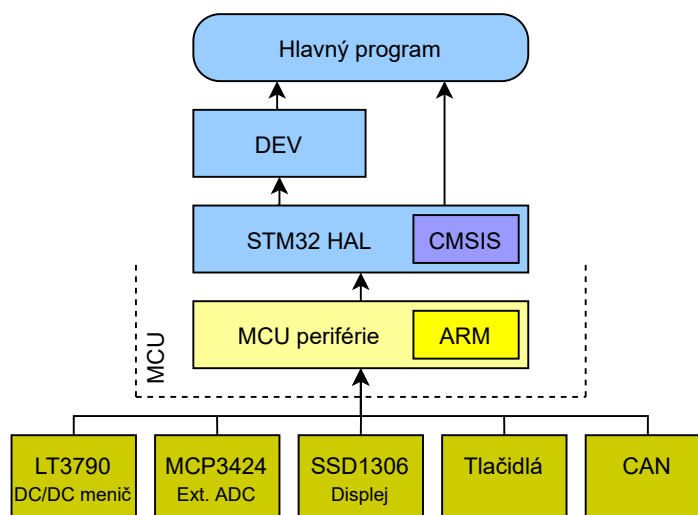 Hlavný program
DEV
STM32 HAL
CMSIS
MCU
MCU periférie
ARM
LT3790
DC/DC menič
MCP3424
Ext. ADC
SSD1306
Displej
Tlačidlá
CAN